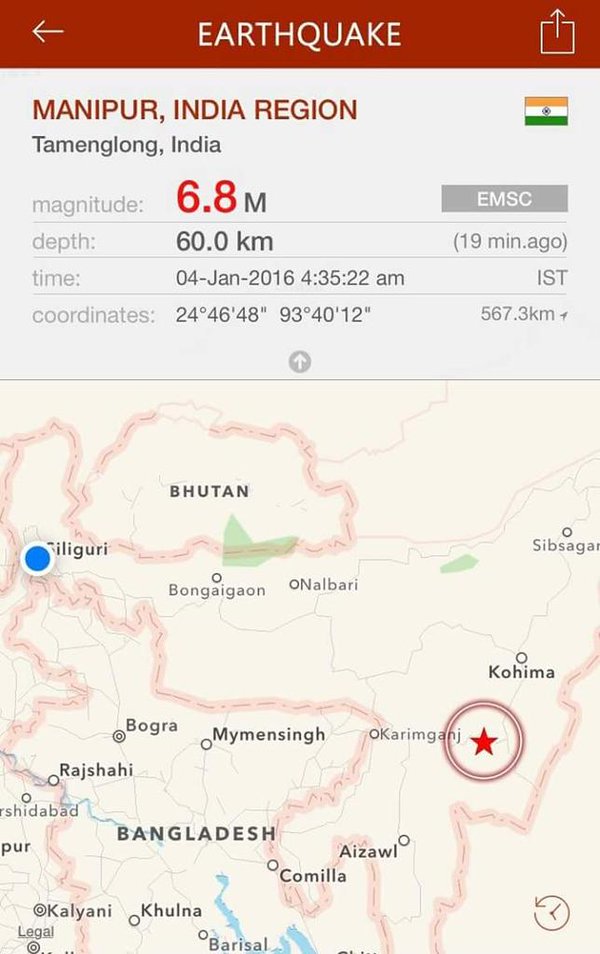 EARTHQUAKE
MANIPUR, INDIA REGION
Tamenglong, India
magnitude: 6.8 M EMSC
depth: 60.0 km (19 min.ago)
time: 04-Jan-2016 4:35:22 am IST
coordinates: 24°46'48" 93°40'12" 567.3km
BHUTAN
Siliguri
Sibsagar
Bongaigaon
Nalbari
Kohima
Bogra
Mymensingh
Karimganj
Rajshahi
rshidabad
BANGLADESH
pur
Aizawl
Comilla
Kalyani
Khulna
Legal
Barisal